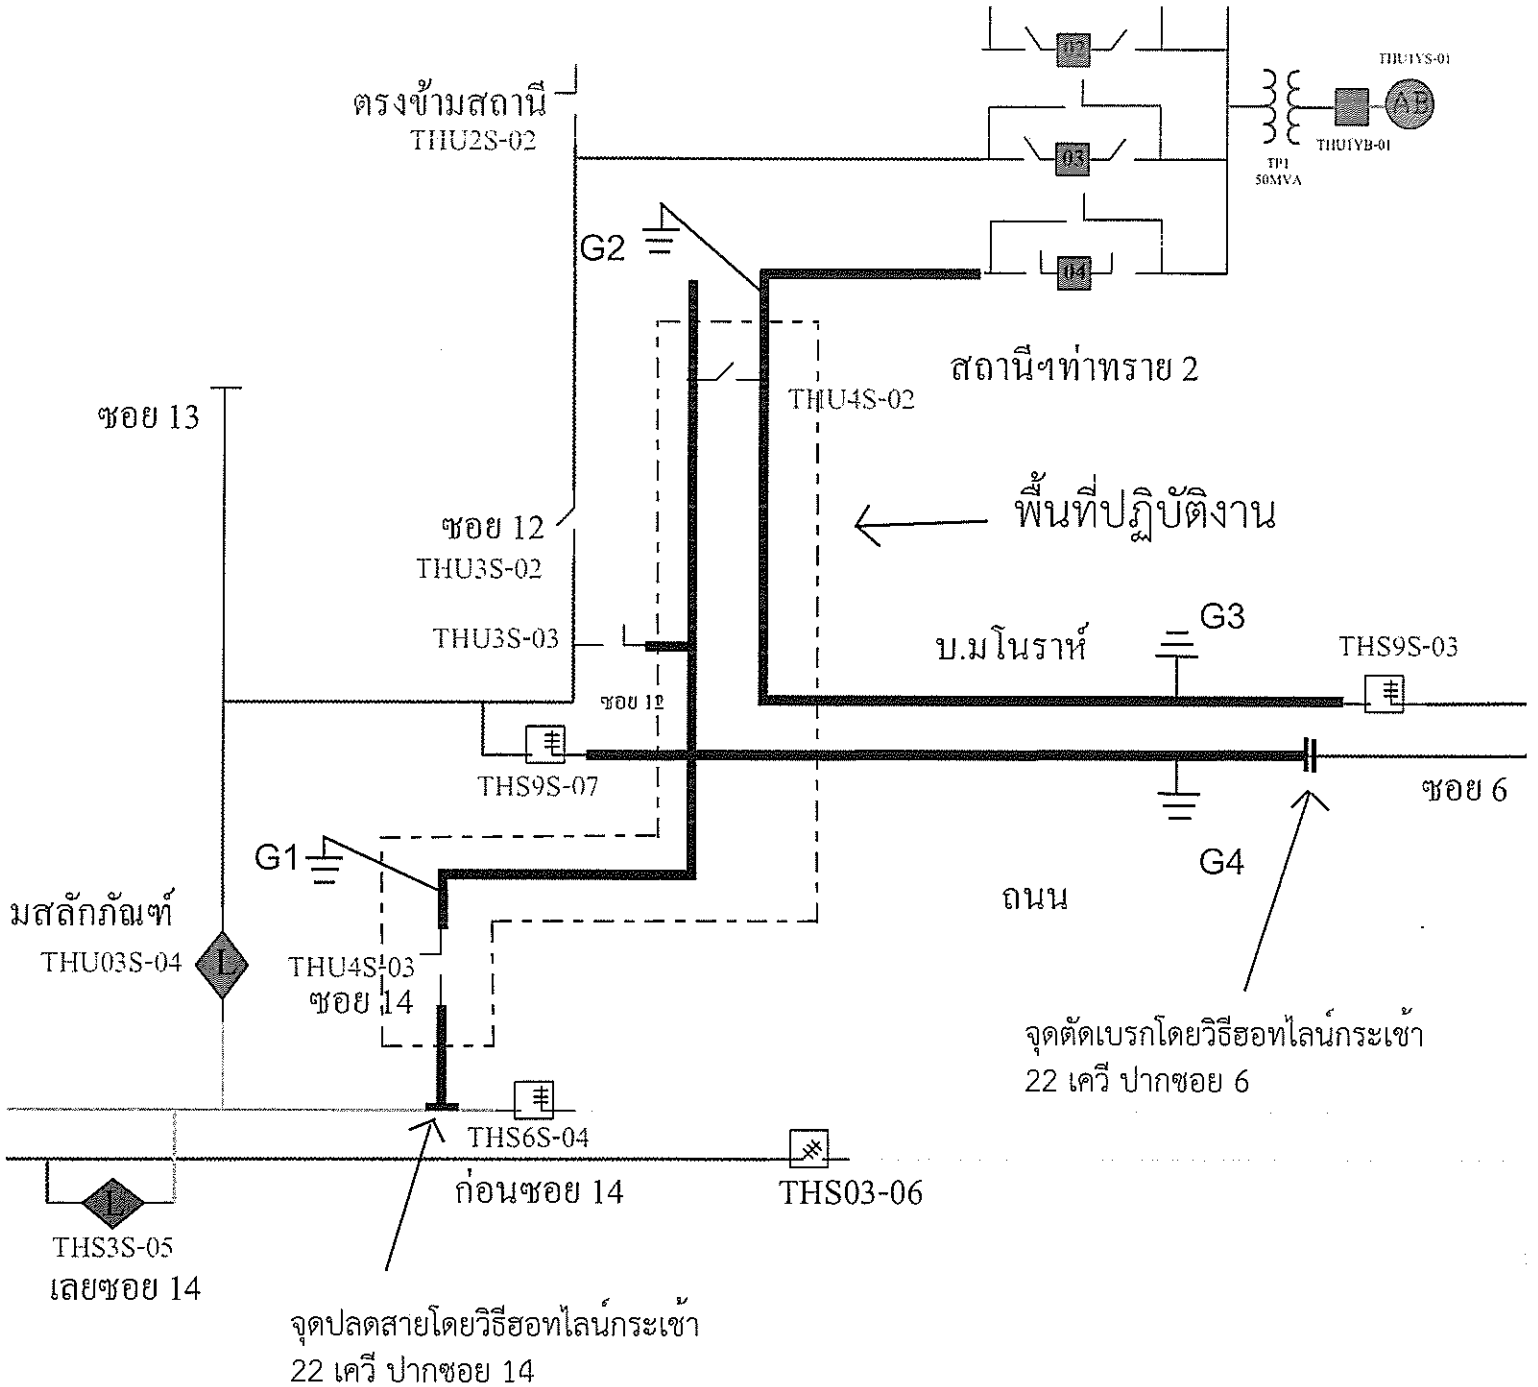 02
THU1YS-01
AB
ตรงข้ามสถานี
THU2S-02
03
THU1YB-01
TP1
50MVA
G2
04
สถานีฯท่าทราย 2
THU4S-02
ซอย 13
พื้นที่ปฏิบัติงาน
ซอย 12
THU3S-02
G3
THU3S-03
บ.มโนราห์
THS9S-03
ซอย 12
THS9S-07
ซอย 6
G1
G4
มสลักภัณฑ์
ถนน
THU03S-04
L
THU4S-03
ซอย 14
จุดตัดเบรกโดยวิธีฮอทไลน์กระเช้า
22 เควี ปากซอย 6
THS6S-04
ก่อนซอย 14
THS03-06
L
THS3S-05
เลยซอย 14
จุดปลดสายโดยวิธีฮอทไลน์กระเช้า
22 เควี ปากซอย 14